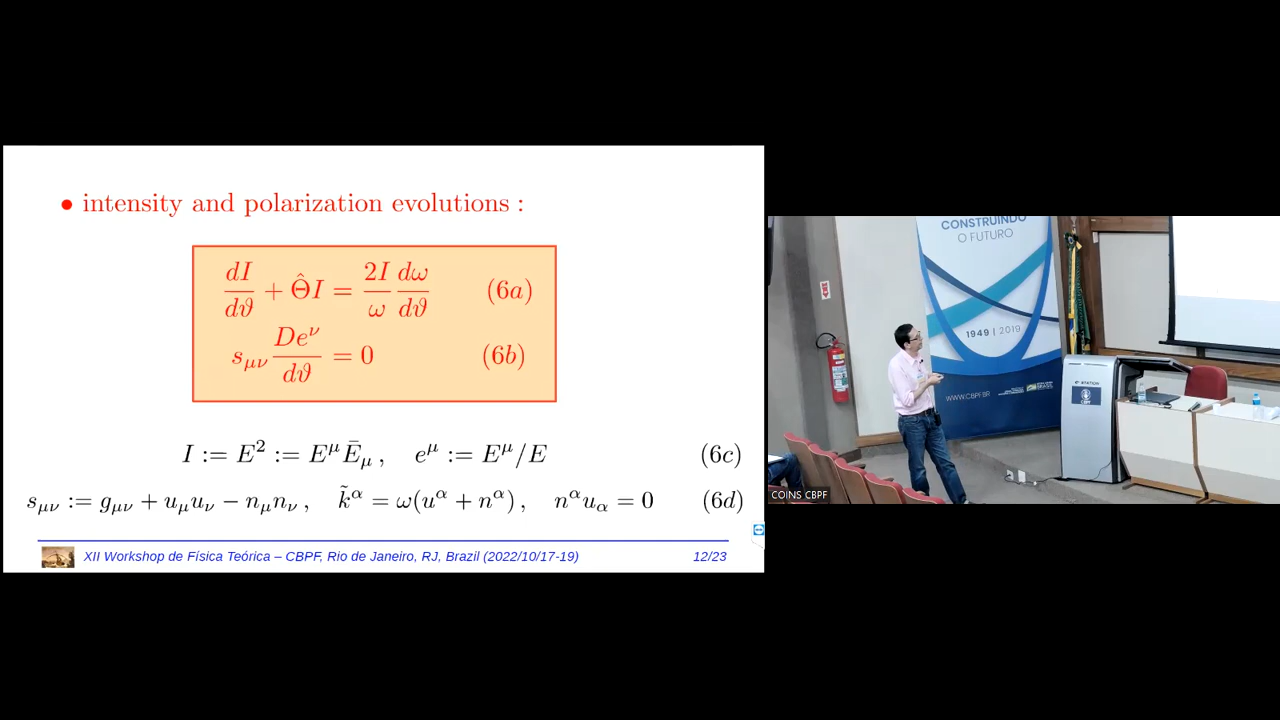 • intensity and polarization evolutions :
dI/dϑ + Θ̂I = 2I/ω dω/dϑ (6a)
s_μν De^ν/dϑ = 0 (6b)
I := E² := E^μ Ē_μ , e^μ := E^μ/E (6c)
s_μν := g_μν + u_μ u_ν − n_μ n_ν , k̃^α = ω(u^α + n^α) , n^α u_α = 0 (6d)
XII Workshop de Física Teórica – CBPF, Rio de Janeiro, RJ, Brazil (2022/10/17-19) 12/23
CONSTRUINDO
O FUTURO
1949 | 2019
WWW.CBPF.BR
CBPF
COINS CBPF